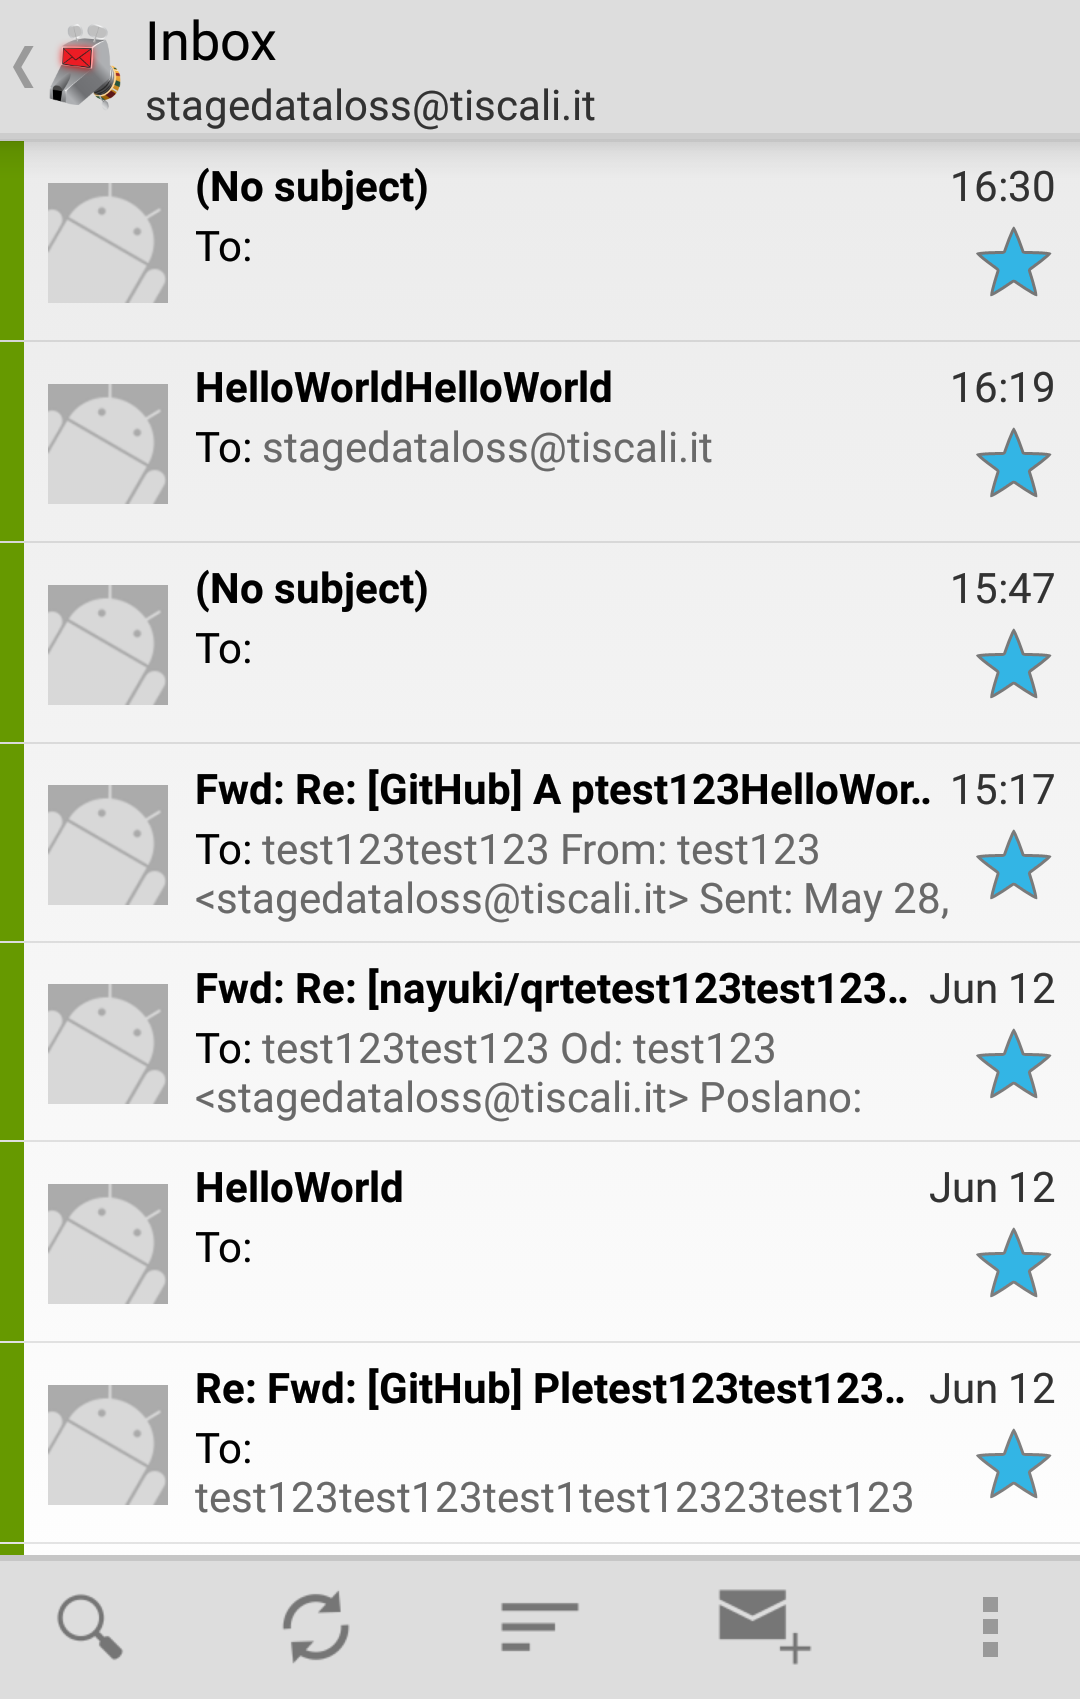 Inbox
stagedataloss@tiscali.it
(No subject)
16:30
To:
HelloWorldHelloWorld
16:19
To: stagedataloss@tiscali.it
(No subject)
15:47
To:
Fwd: Re: [GitHub] A ptest123HelloWor..
15:17
To: test123test123 From: test123
<stagedataloss@tiscali.it> Sent: May 28,
Fwd: Re: [nayuki/qrtetest123test123..
Jun 12
To: test123test123 Od: test123
<stagedataloss@tiscali.it> Poslano:
HelloWorld
Jun 12
To:
Re: Fwd: [GitHub] Pletest123test123..
Jun 12
To:
test123test123test1test12323test123